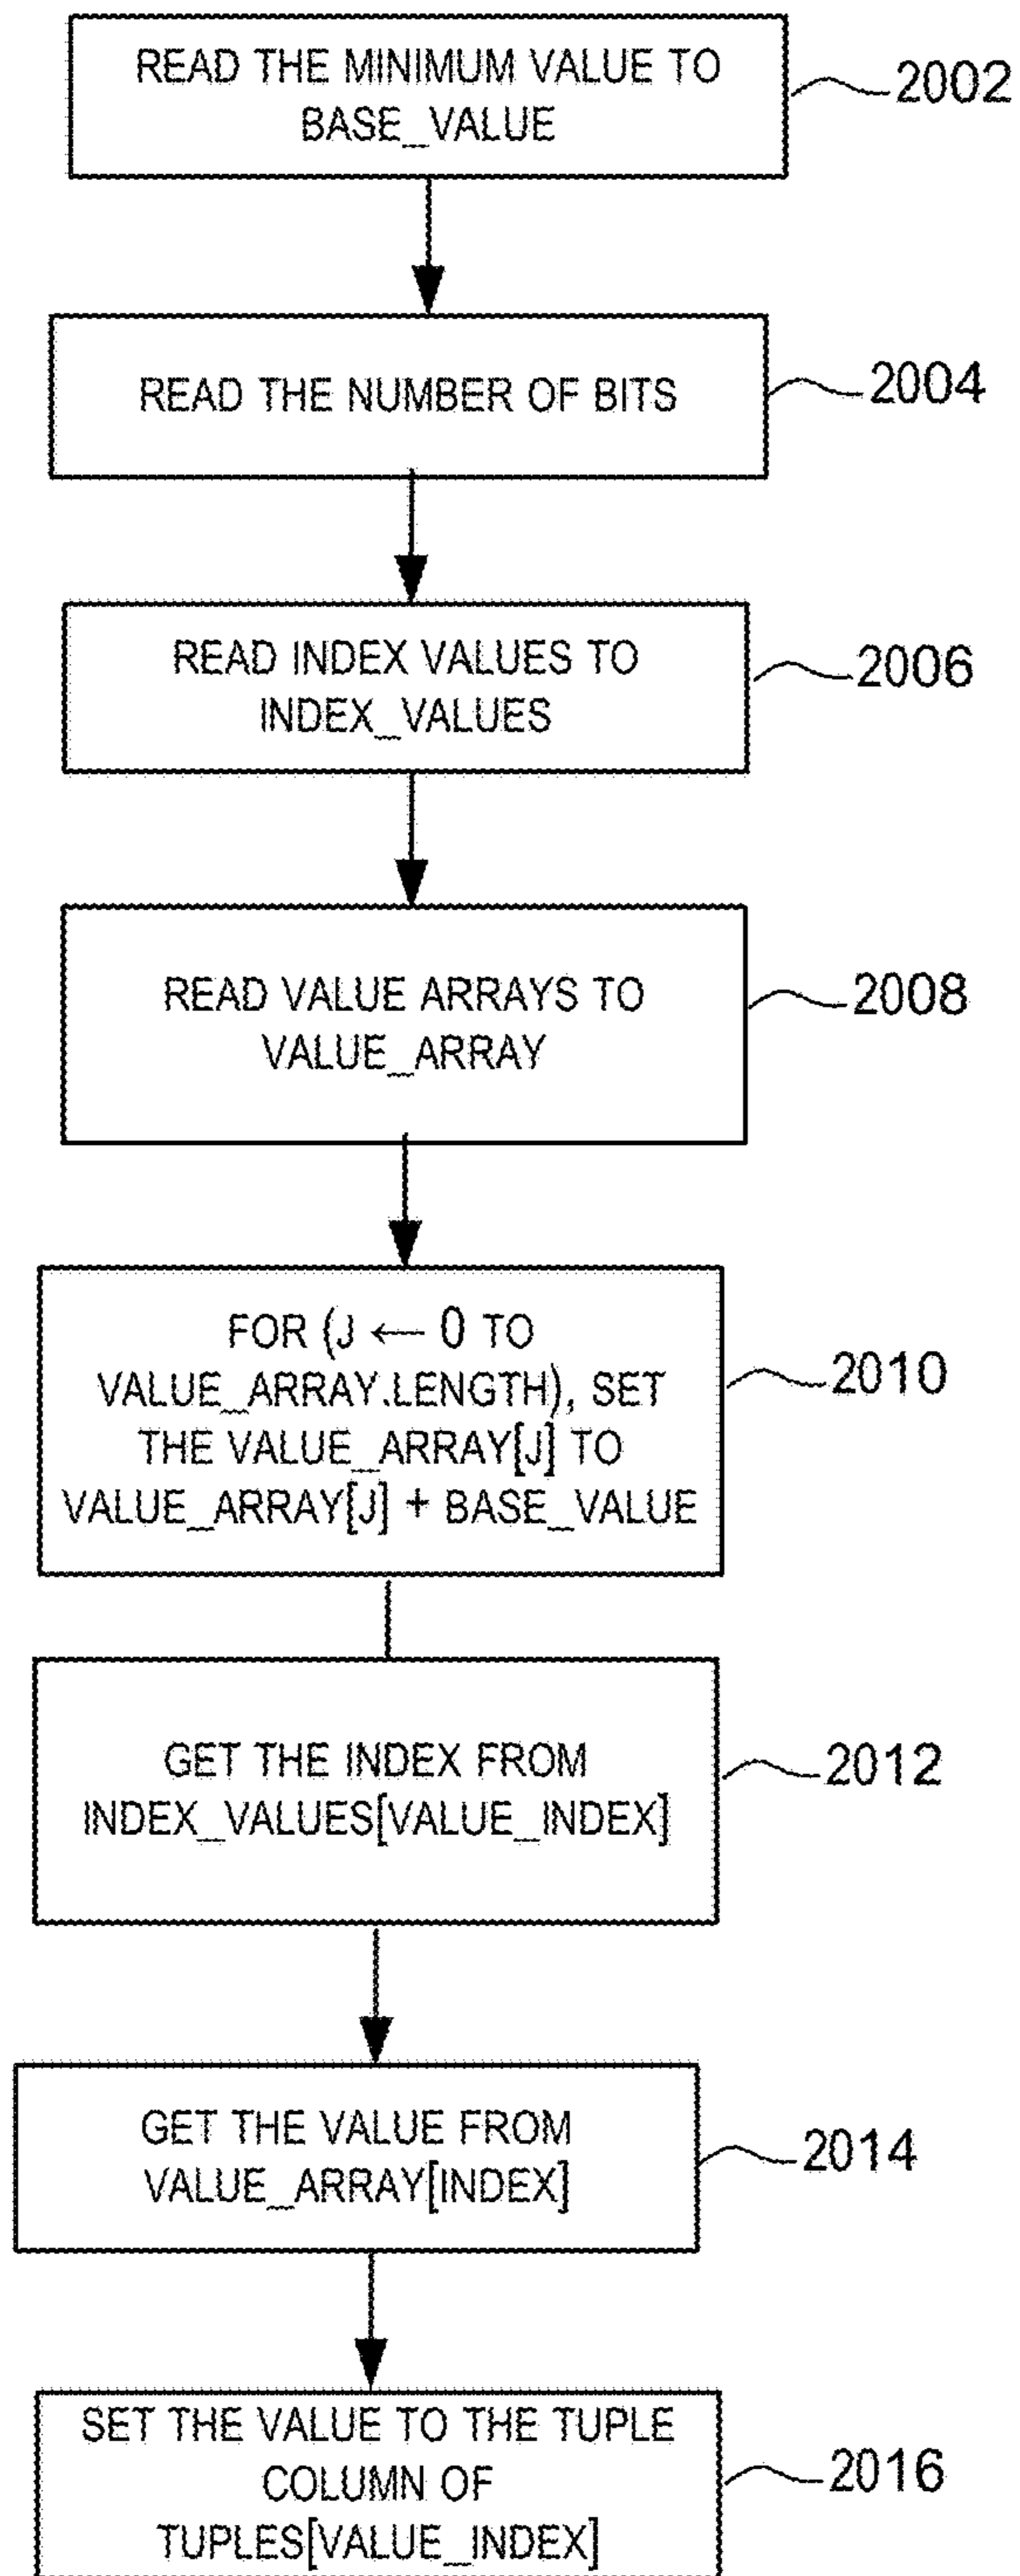 READ THE MINIMUM VALUE TO
BASE_VALUE
2002
READ THE NUMBER OF BITS
2004
READ INDEX VALUES TO
INDEX_VALUES
2006
READ VALUE ARRAYS TO
VALUE_ARRAY
2008
FOR (J ← 0 TO
VALUE_ARRAY.LENGTH), SET
THE VALUE_ARRAY[J] TO
VALUE_ARRAY[J] + BASE_VALUE
2010
GET THE INDEX FROM
INDEX_VALUES[VALUE_INDEX]
2012
GET THE VALUE FROM
VALUE_ARRAY[INDEX]
2014
SET THE VALUE TO THE TUPLE
COLUMN OF
TUPLES[VALUE_INDEX]
2016